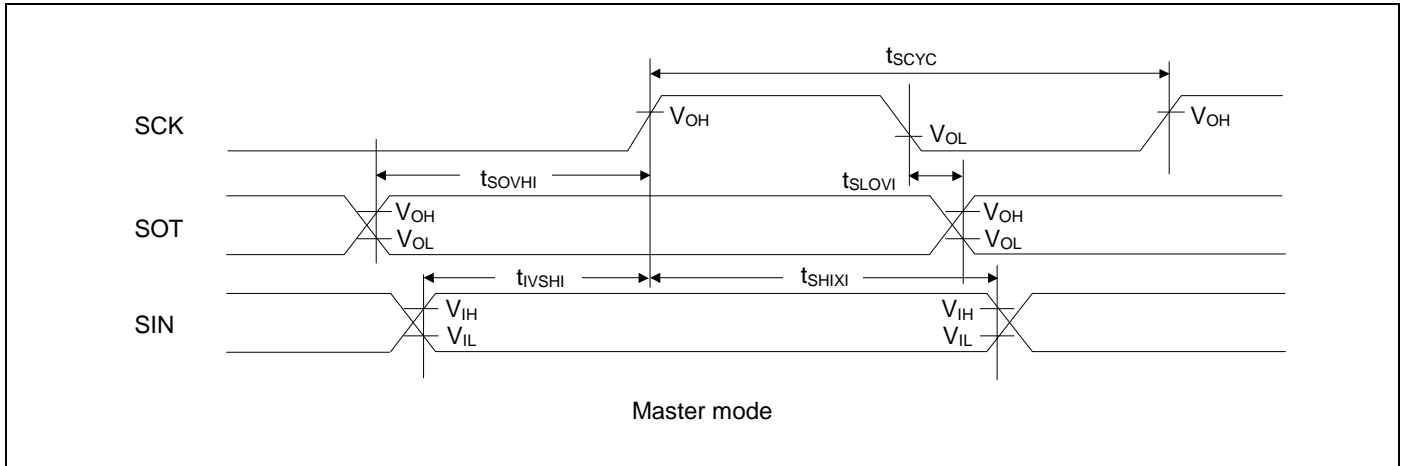 tSCYC
SCK
VOH
VOL
VOH
tSOVHI
tSLOVI
SOT
VOH
VOL
VOH
VOL
tIVSHI
tSHIXI
SIN
VIH
VIL
VIH
VIL
Master mode